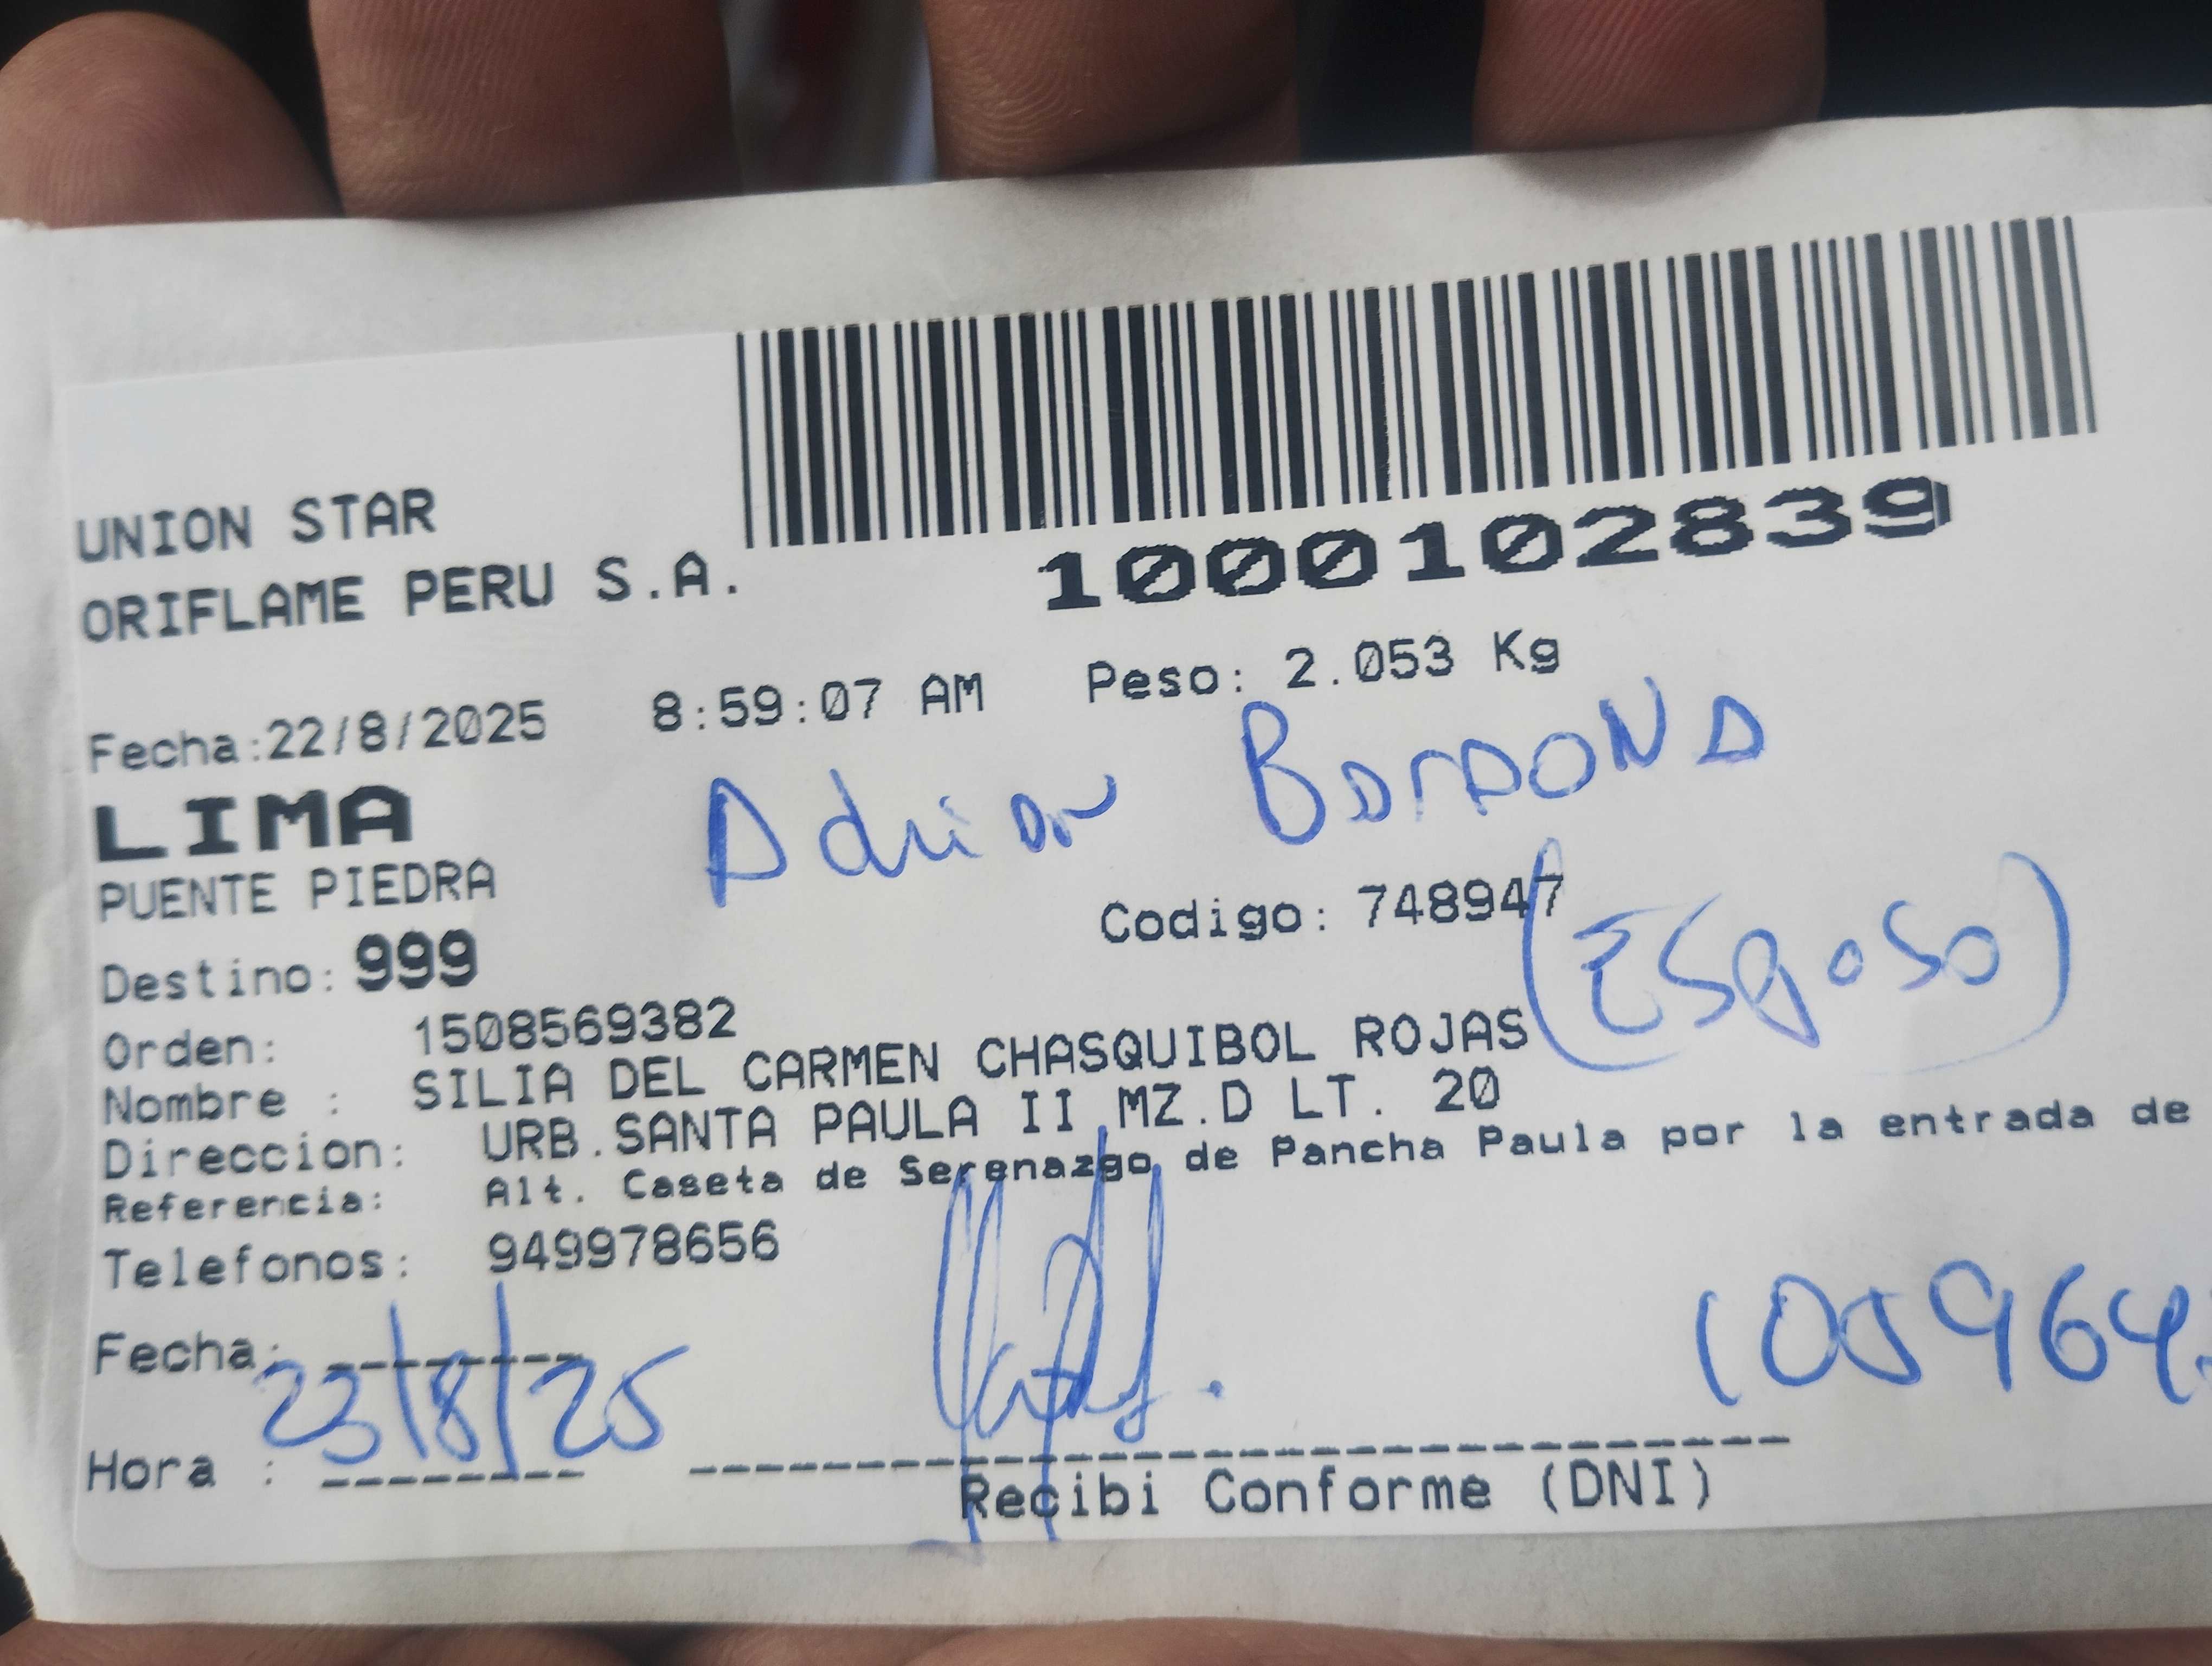 UNION STAR
ORIFLAME PERU S.A.
1000102839
Fecha:22/8/2025 8:59:07 AM Peso: 2.053 Kg
LIMA
Adrian
PUENTE PIEDRA
Codigo: 748947
(Esposo)
Destino: 999
Orden: 1508569382
Nombre : SILIA DEL CARMEN CHASQUIBOL ROJAS
Direccion: URB.SANTA PAULA II MZ.D LT. 20
Referencia: Alt. Caseta de Serenazgo de Pancha Paula por la entrada de
Telefonos: 949978656
Fecha:
23/8/25
Hora :
Recibi Conforme (DNI)